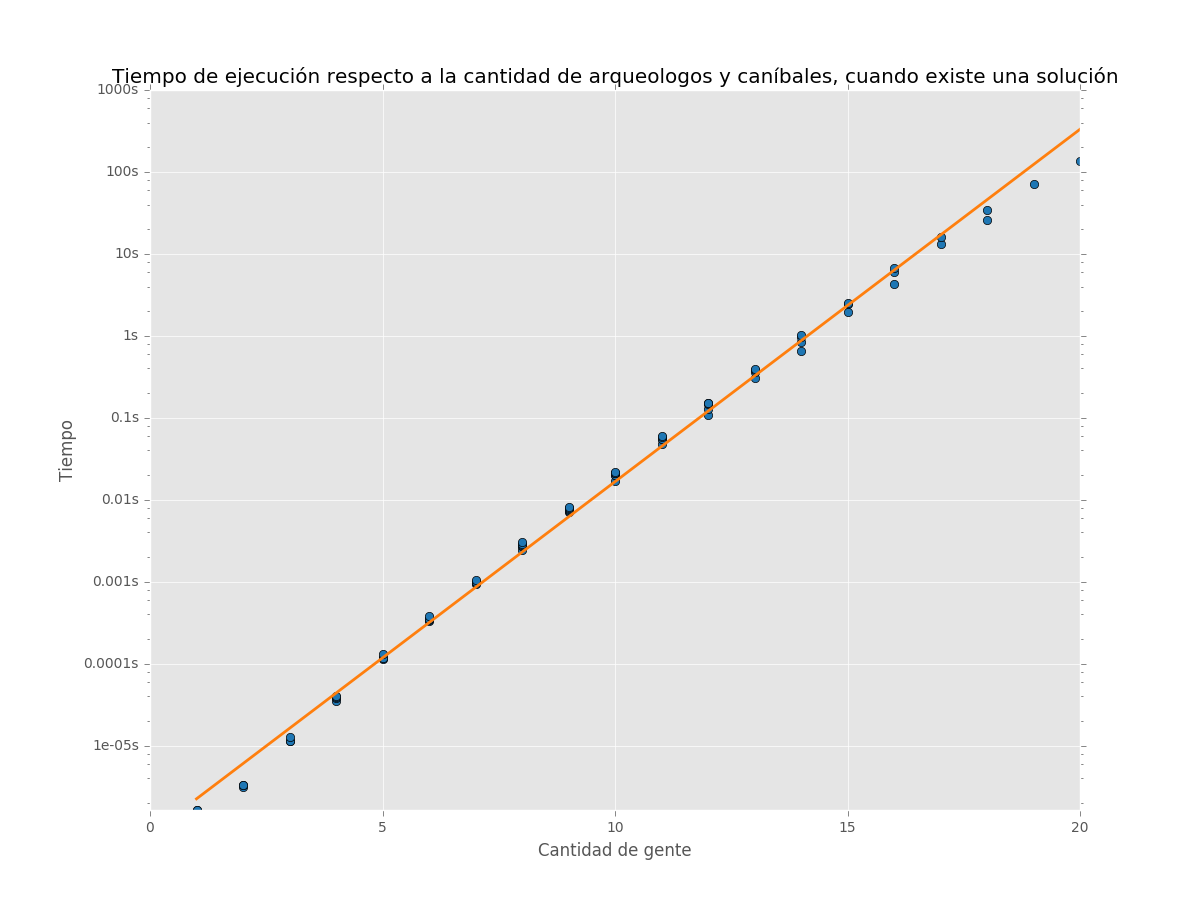 Tiempo de ejecución respecto a la cantidad de arqueologos y caníbales, cuando existe una solución
1000s
100s
10s
1s
0.1s
0.01s
0.001s
0.0001s
1e-05s
Tiempo
0 5 10 15 20
Cantidad de gente